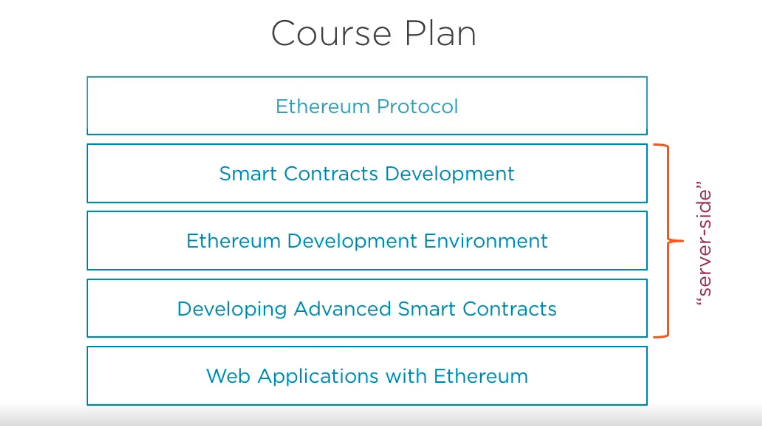 Course Plan
Ethereum Protocol
Smart Contracts Development
Ethereum Development Environment
Developing Advanced Smart Contracts
Web Applications with Ethereum
“server-side”